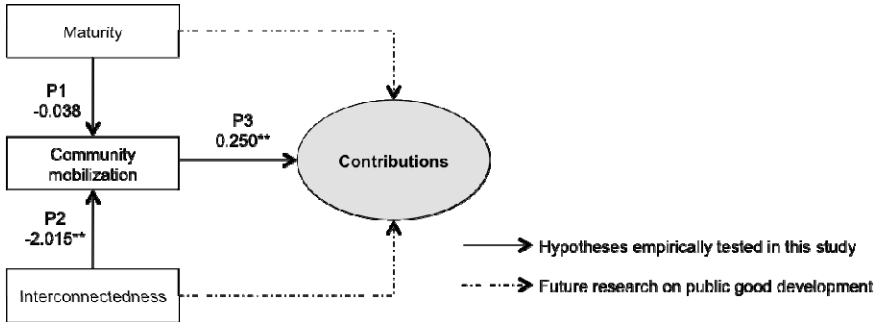 Maturity
P1
-0.038
P3
0.250**
Community
mobilization
Contributions
P2
-2.015**
Interconnectedness
Hypotheses empirically tested in this study
Future research on public good development